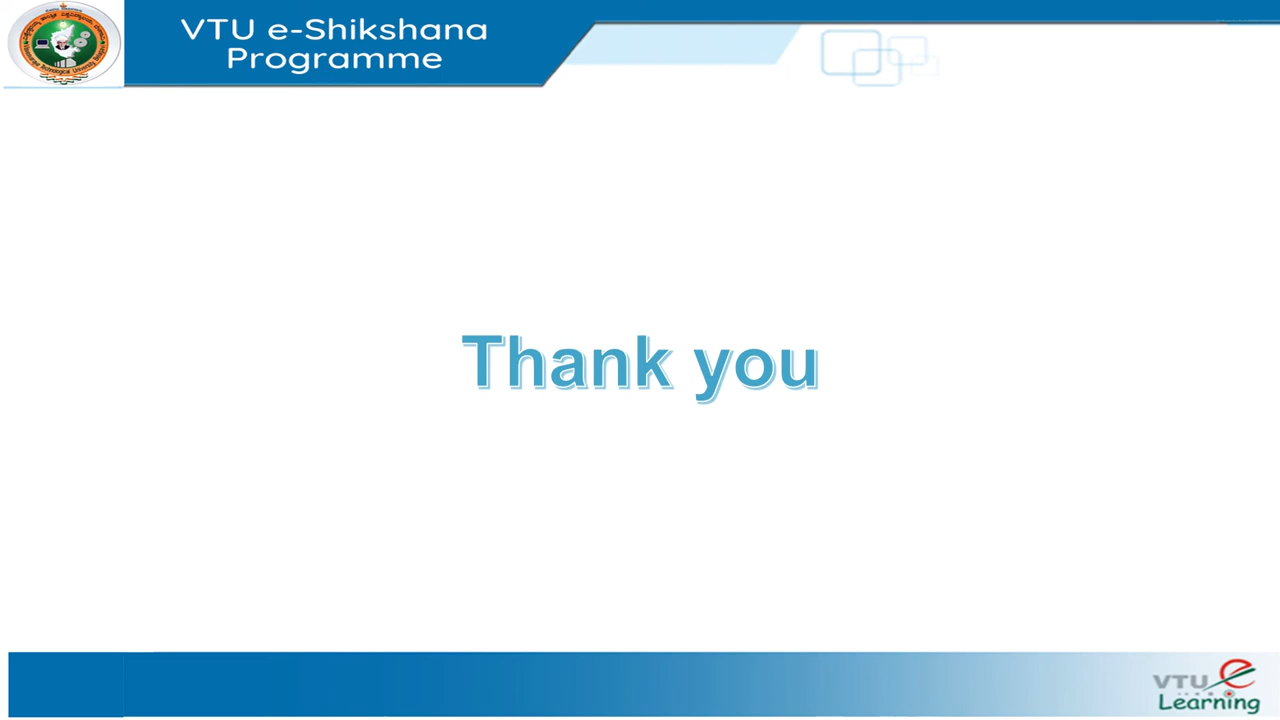 VTU e-Shikshana
Programme
Thank you
VTU e
Learning